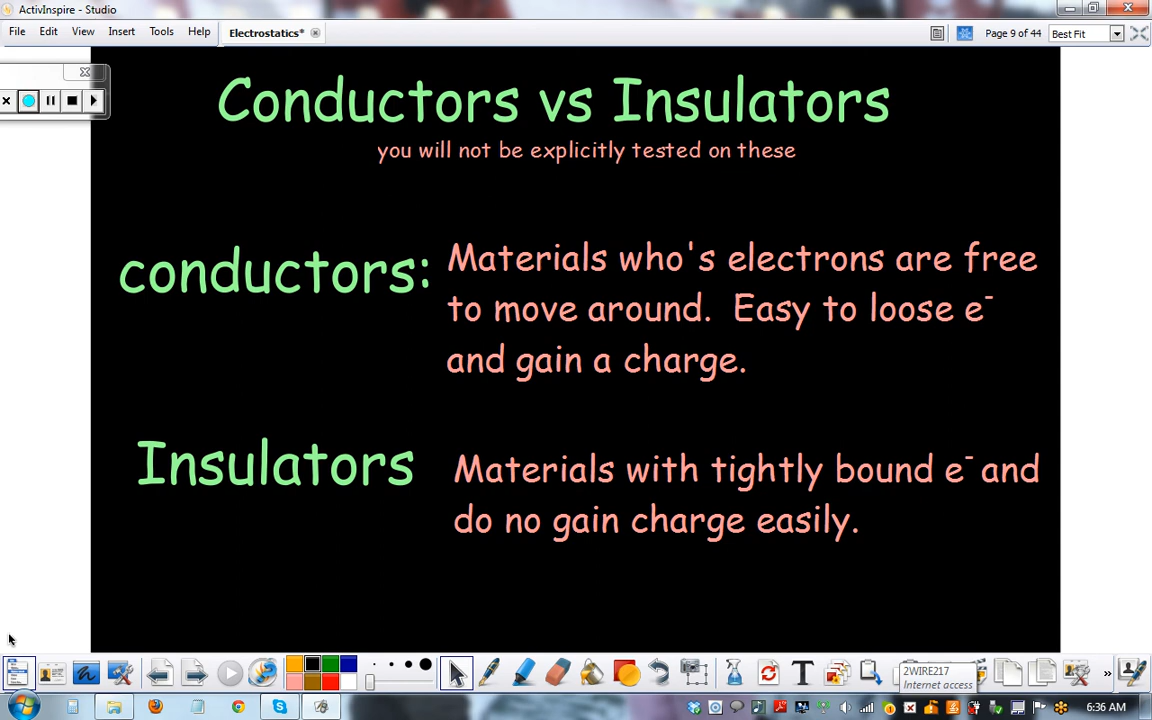 ActivInspire - Studio
File Edit View Insert Tools Help Electrostatics* Page 9 of 44 Best Fit
Conductors vs Insulators
you will not be explicitly tested on these
conductors: Materials who's electrons are free
to move around. Easy to loose e-
and gain a charge.
Insulators Materials with tightly bound e- and
do no gain charge easily.
2WIRE217
Internet access
6:36 AM